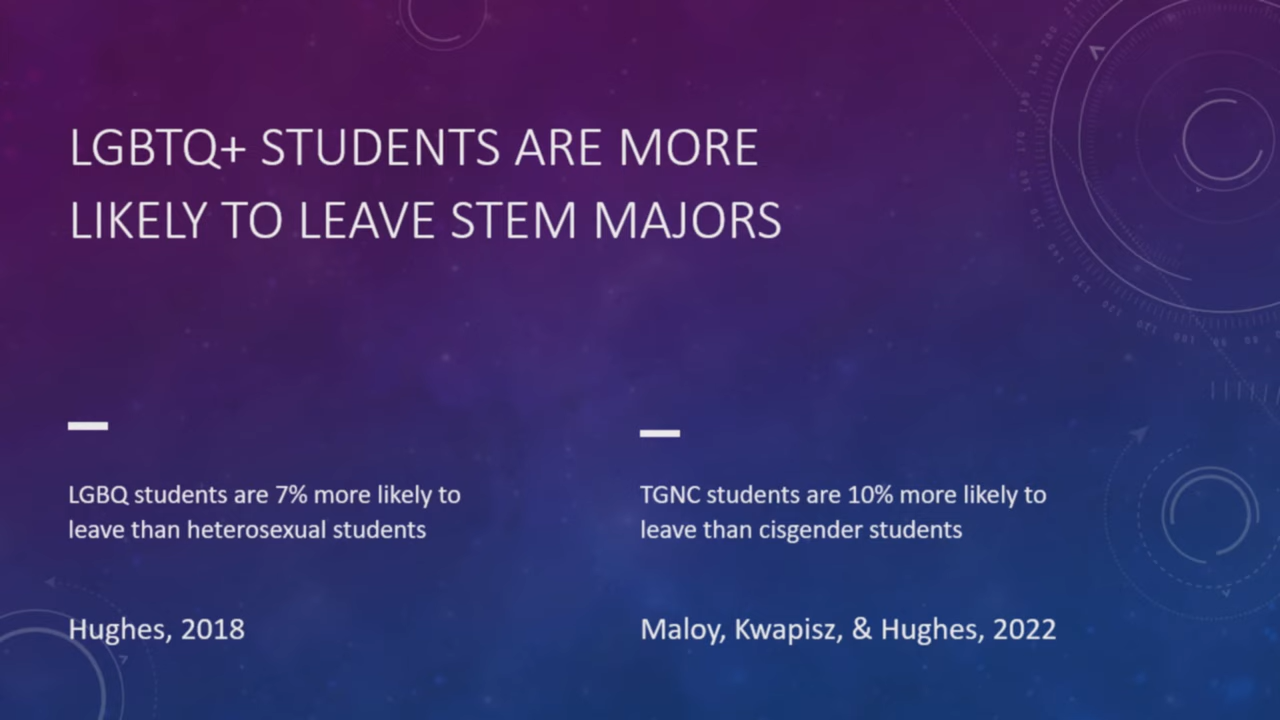 LGBTQ+ STUDENTS ARE MORE
LIKELY TO LEAVE STEM MAJORS
LGBQ students are 7% more likely to
leave than heterosexual students
Hughes, 2018
TGNC students are 10% more likely to
leave than cisgender students
Maloy, Kwapisz, & Hughes, 2022